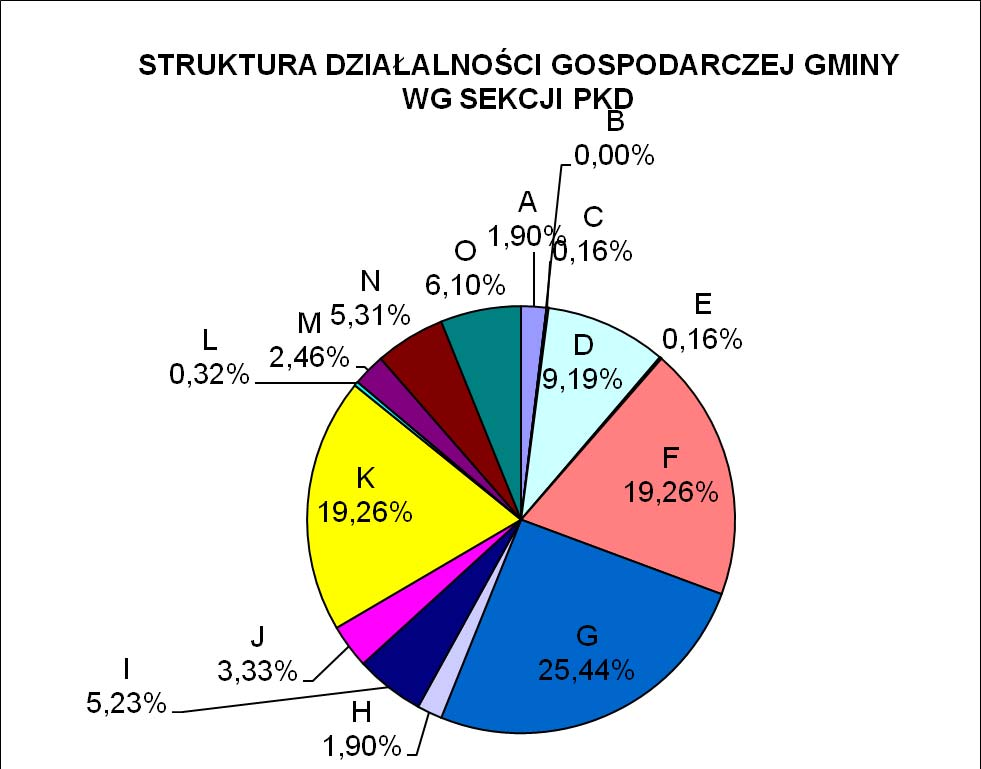 STRUKTURA DZIAŁALNOŚCI GOSPODARCZEJ GMINY
WG SEKCJI PKD
B
0,00%
A
1,90%
C
0,16%
O
6,10%
N
5,31%
M
2,46%
L
0,32%
E
0,16%
D
9,19%
F
19,26%
K
19,26%
G
25,44%
J
3,33%
I
5,23%
H
1,90%